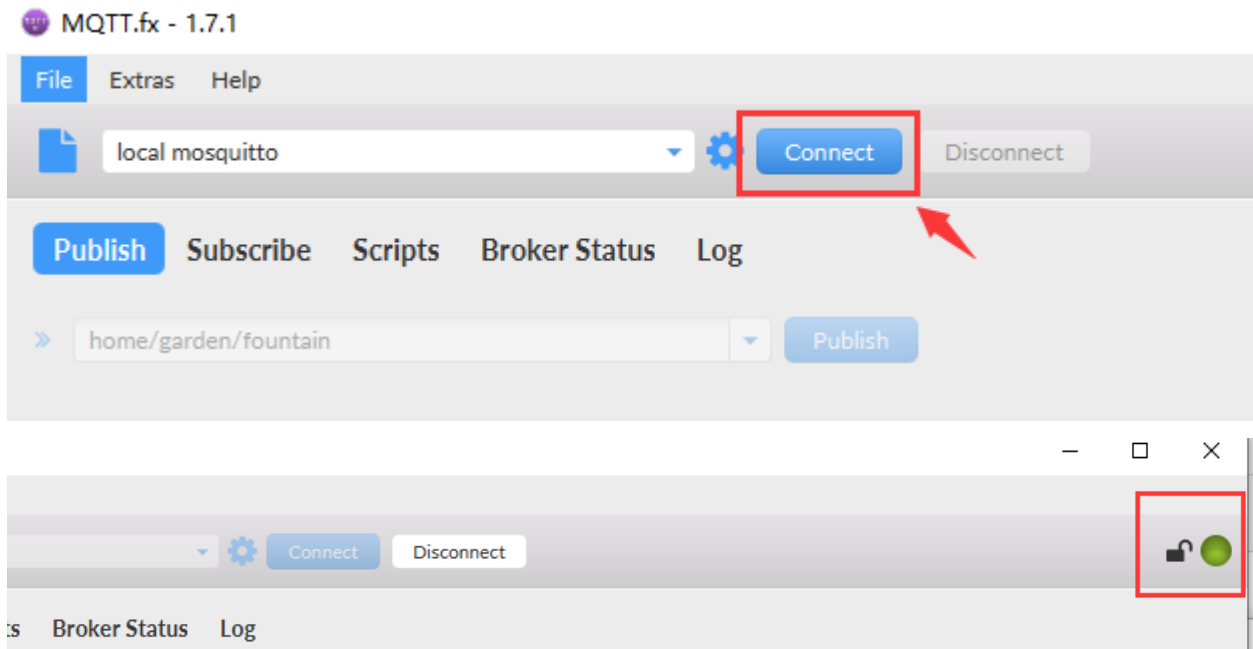 MQTT.fx - 1.7.1
File Extras Help
local mosquitto Connect Disconnect
Publish Subscribe Scripts Broker Status Log
home/garden/fountain Publish
Connect Disconnect
ts Broker Status Log